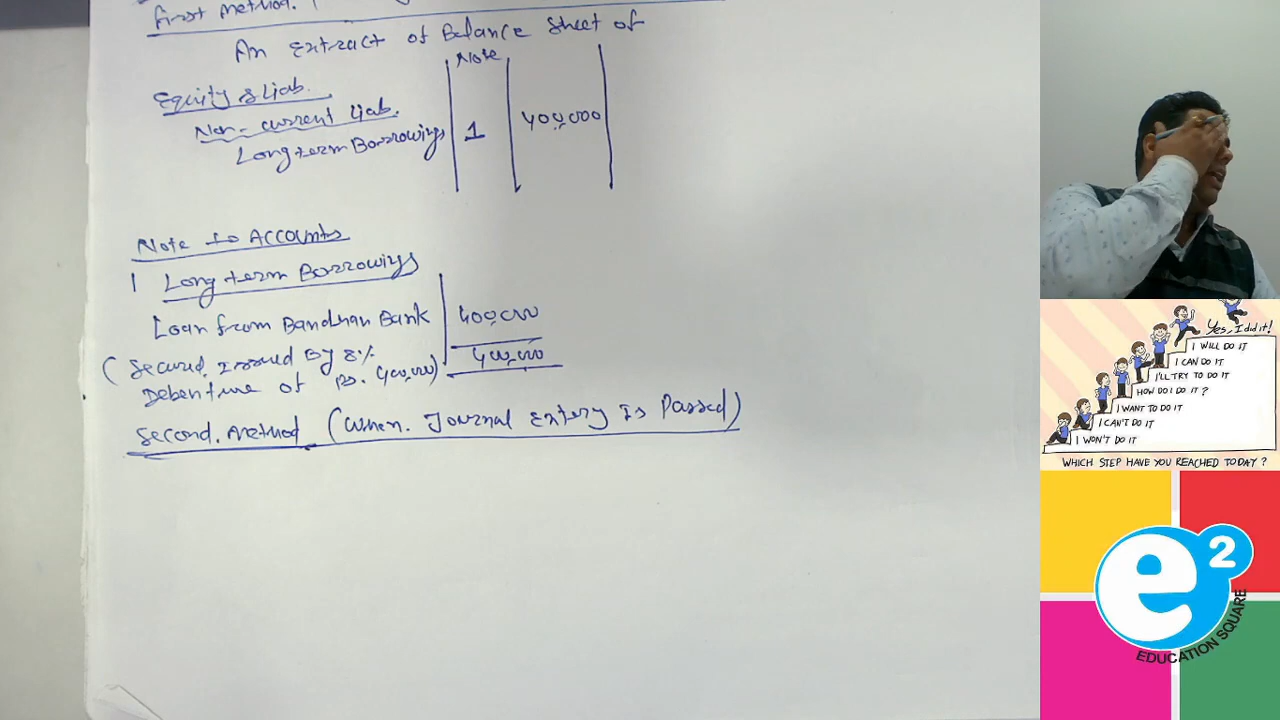 First Method.
An Extract of Balance Sheet of
Note
Equity & Liab.
Non-current Liab.
Long term Borrowings 1 400,000
Note to Accounts
1 Long term Borrowings
Loan from Bandhan Bank 400,000
(Secured, Issued By 8% 400,000
Debenture of Rs. 400,000)
Second Method (When Journal Entery Is Passed)
Yes, I did it!
I WILL DO IT
I CAN DO IT
I'LL TRY TO DO IT
HOW DO I DO IT?
I WANT TO DO IT
I CAN'T DO IT
I WON'T DO IT
WHICH STEP HAVE YOU REACHED TODAY?
e2
EDUCATION SQUARE